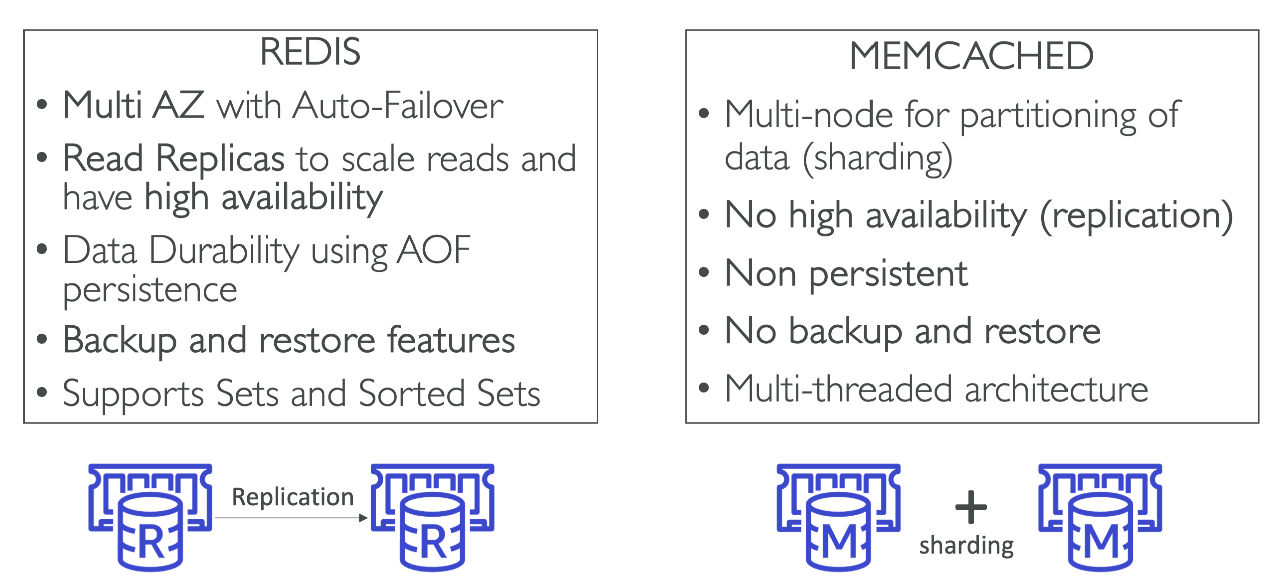 REDIS
• Multi AZ with Auto-Failover
• Read Replicas to scale reads and
have high availability
• Data Durability using AOF
persistence
• Backup and restore features
• Supports Sets and Sorted Sets
Replication
R
R
MEMCACHED
• Multi-node for partitioning of
data (sharding)
• No high availability (replication)
• Non persistent
• No backup and restore
• Multi-threaded architecture
M
+
sharding
M